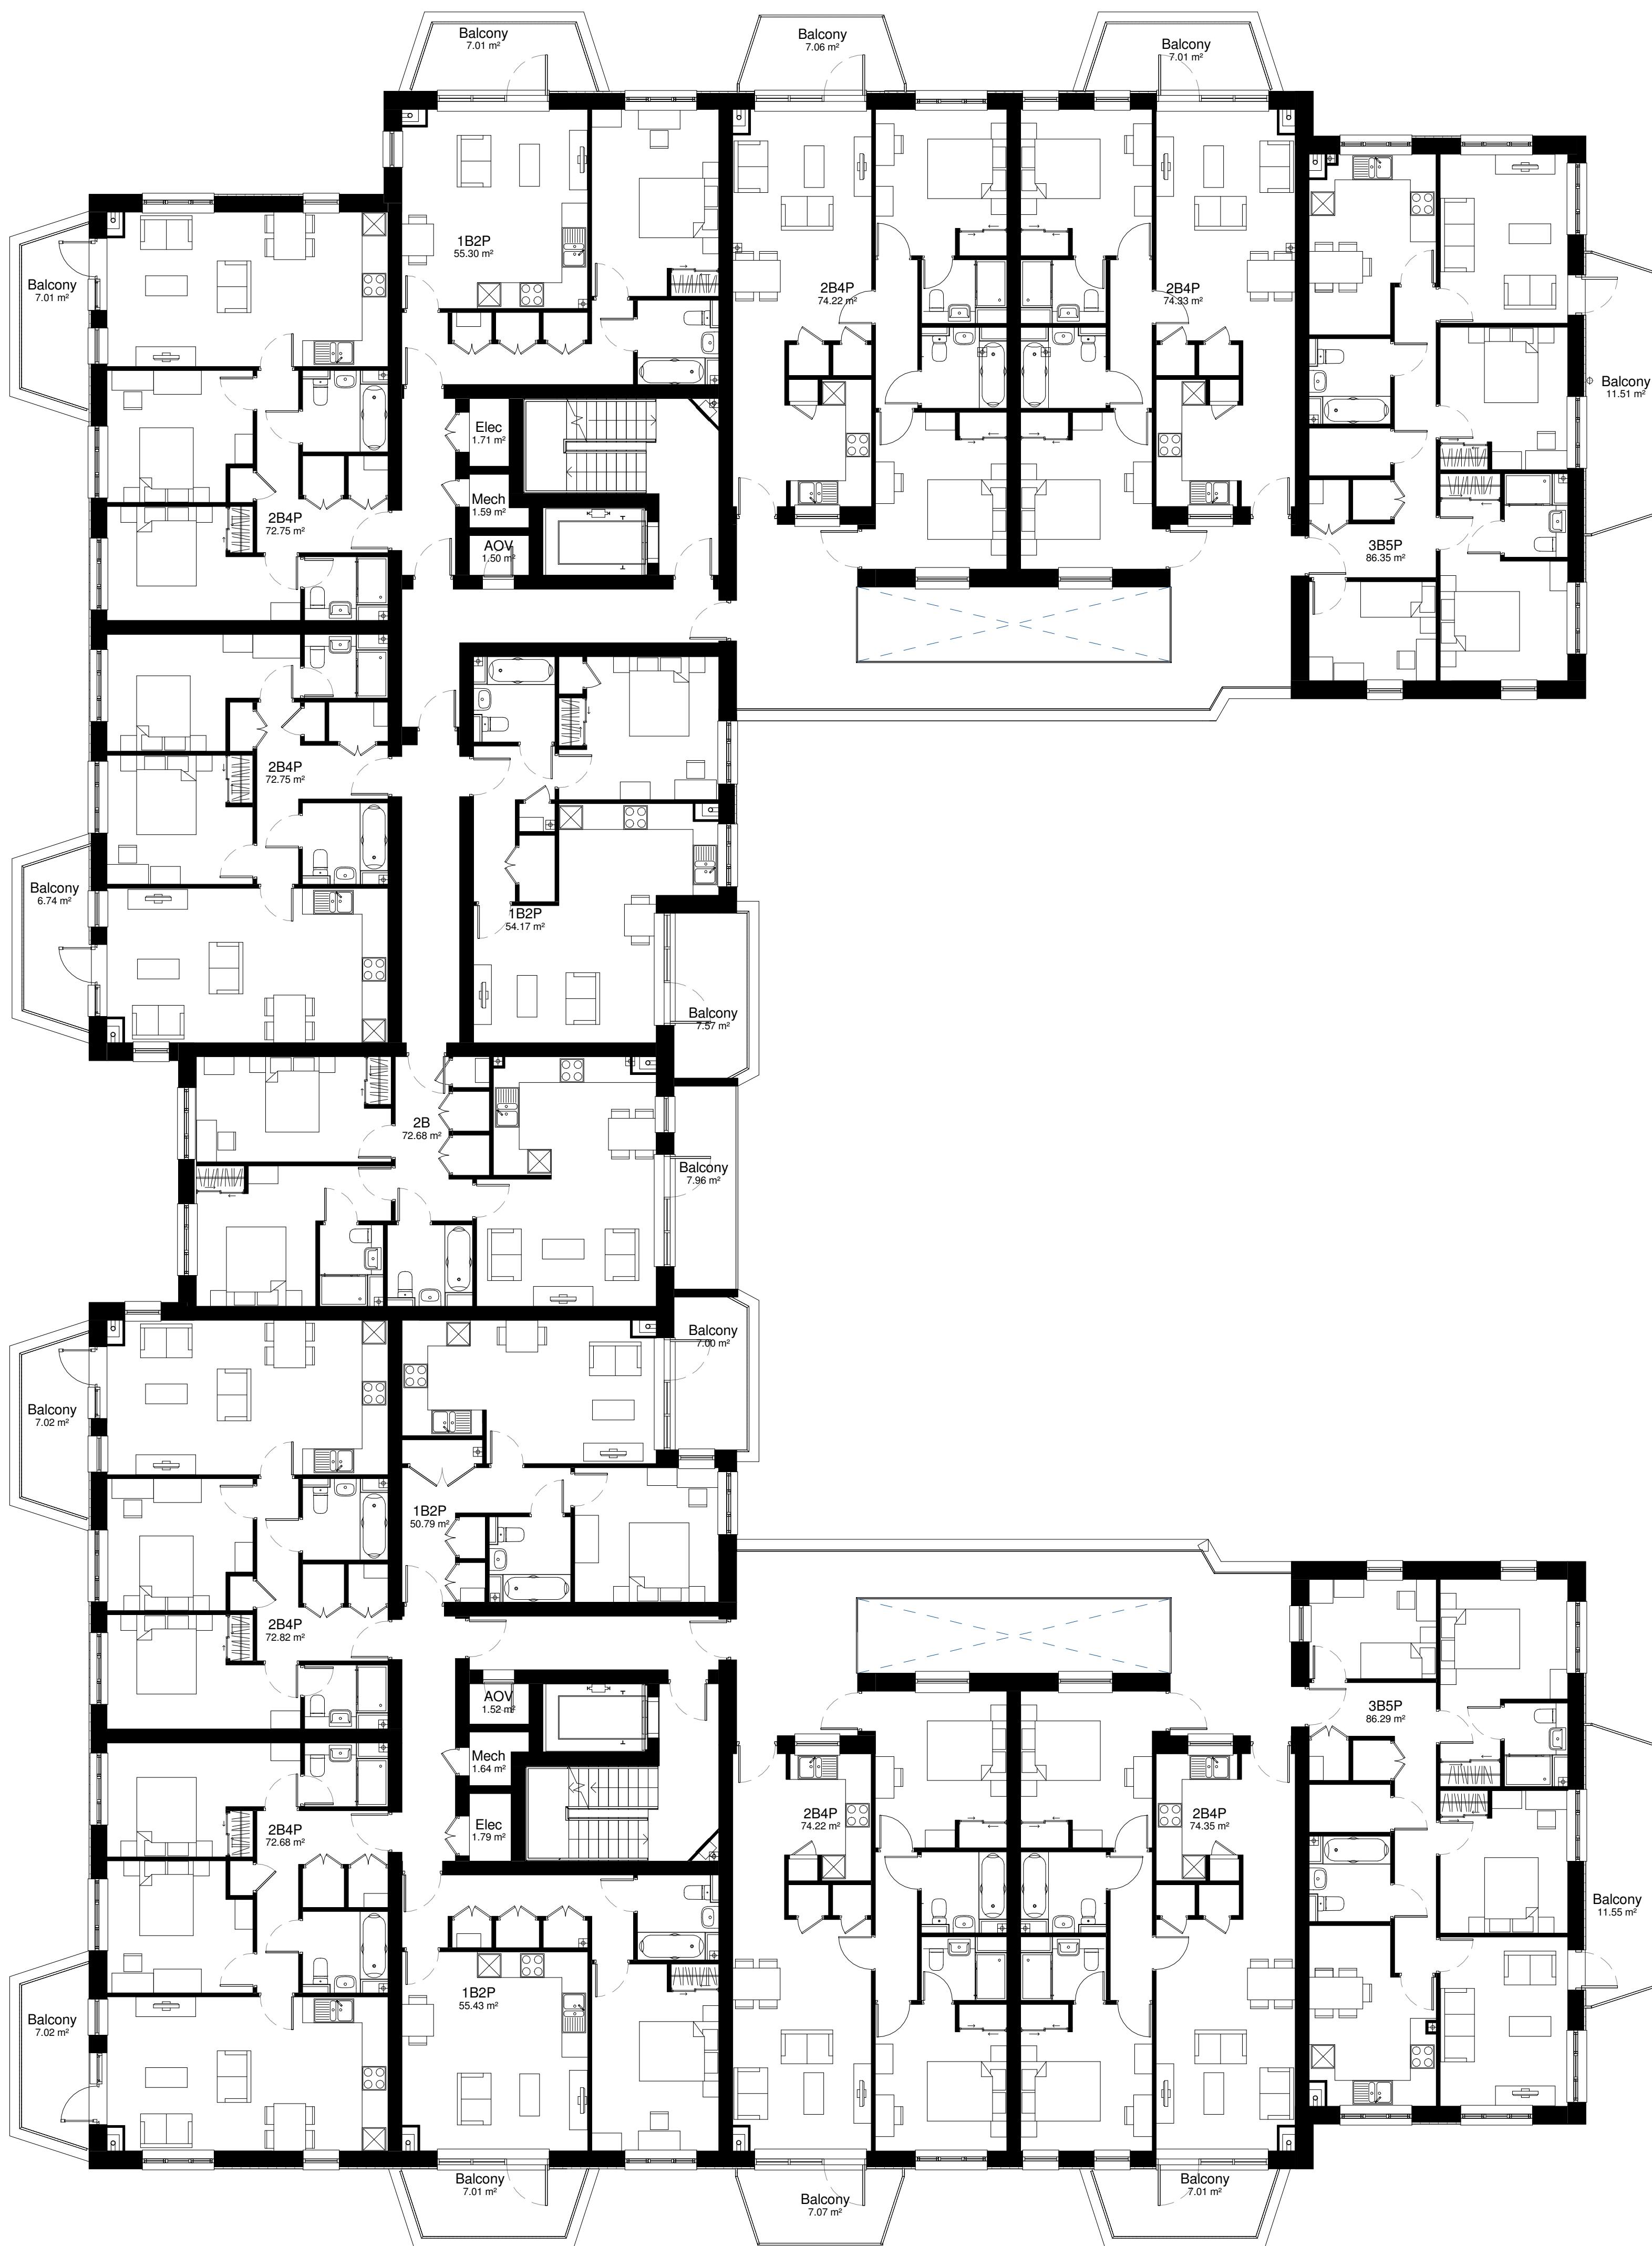 Balcony
7.01 m²
Balcony
7.06 m²
Balcony
7.01 m²
1B2P
55.30 m²
Balcony
7.01 m²
2B4P
74.22 m²
2B4P
74.33 m²
Balcony
11.51 m²
Elec
1.71 m²
Mech
1.59 m²
2B4P
72.75 m²
AOV
1.50 m²
3B5P
86.35 m²
2B4P
72.75 m²
Balcony
6.74 m²
1B2P
54.17 m²
Balcony
7.57 m²
2B
72.68 m²
Balcony
7.96 m²
Balcony
7.00 m²
Balcony
7.02 m²
1B2P
50.79 m²
2B4P
72.82 m²
AOV
1.52 m²
3B5P
86.29 m²
Mech
1.64 m²
2B4P
72.68 m²
Elec
1.79 m²
2B4P
74.22 m²
2B4P
74.35 m²
Balcony
11.55 m²
1B2P
55.43 m²
Balcony
7.02 m²
Balcony
7.01 m²
Balcony
7.07 m²
Balcony
7.01 m²